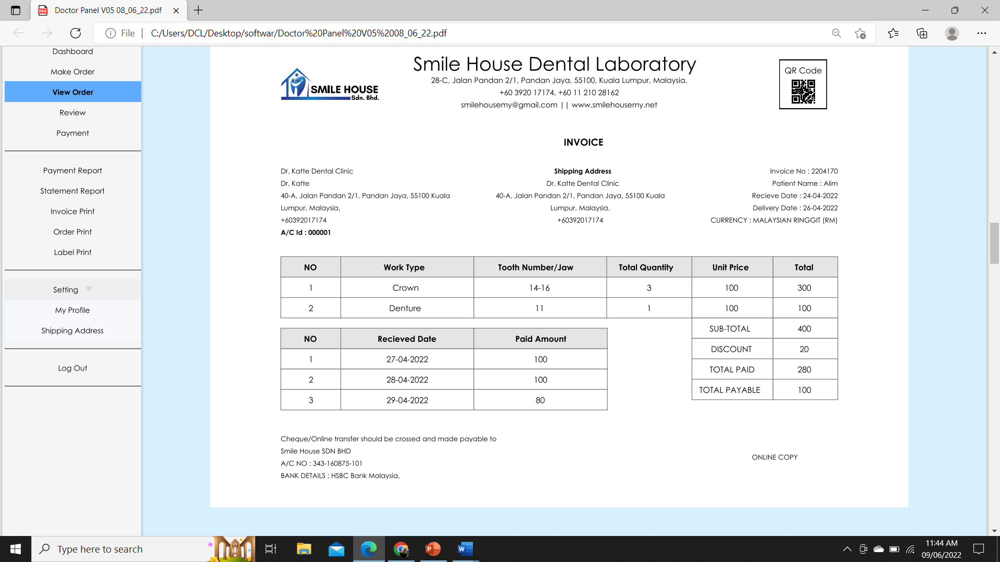 Doctor Panel V05 08_06_22.pdf
File
C:/Users/DCL/Desktop/softwar/Doctor%20Panel%20V05%2008_06_22.pdf
Dashboard
Make Order
View Order
Review
Payment
Payment Report
Statement Report
Invoice Print
Order Print
Label Print
Setting
My Profile
Shipping Address
Log Out
SMILE HOUSE
Sdn. Bhd.
Smile House Dental Laboratory
28-C, Jalan Pandan 2/1, Pandan Jaya, 55100, Kuala Lumpur, Malaysia.
+60 3920 17174, +60 11 210 28162
smilehousemy@gmail.com || www.smilehousemy.net
QR Code
INVOICE
Dr. Katte Dental Clinic
Dr. Katte
40-A, Jalan Pandan 2/1, Pandan Jaya, 55100 Kuala
Lumpur, Malaysia.
+60392017174
A/C Id : 000001
Shipping Address
Dr. Katte Dental Clinic
40-A, Jalan Pandan 2/1, Pandan Jaya, 55100 Kuala
Lumpur, Malaysia.
+60392017174
Invoice No : 2204170
Patient Name : Alim
Recieve Date : 24-04-2022
Delivery Date : 26-04-2022
CURRENCY : MALAYSIAN RINGGIT (RM)
NO Work Type Tooth Number/Jaw Total Quantity Unit Price Total
1 Crown 14-16 3 100 300
2 Denture 11 1 100 100
SUB-TOTAL 400
DISCOUNT 20
TOTAL PAID 280
TOTAL PAYABLE 100
NO Recieved Date Paid Amount
1 27-04-2022 100
2 28-04-2022 100
3 29-04-2022 80
Cheque/Online transfer should be crossed and made payable to
Smile House SDN BHD
A/C NO : 343-160875-101
BANK DETAILS : HSBC Bank Malaysia.
ONLINE COPY
Type here to search
11:44 AM
09/06/2022